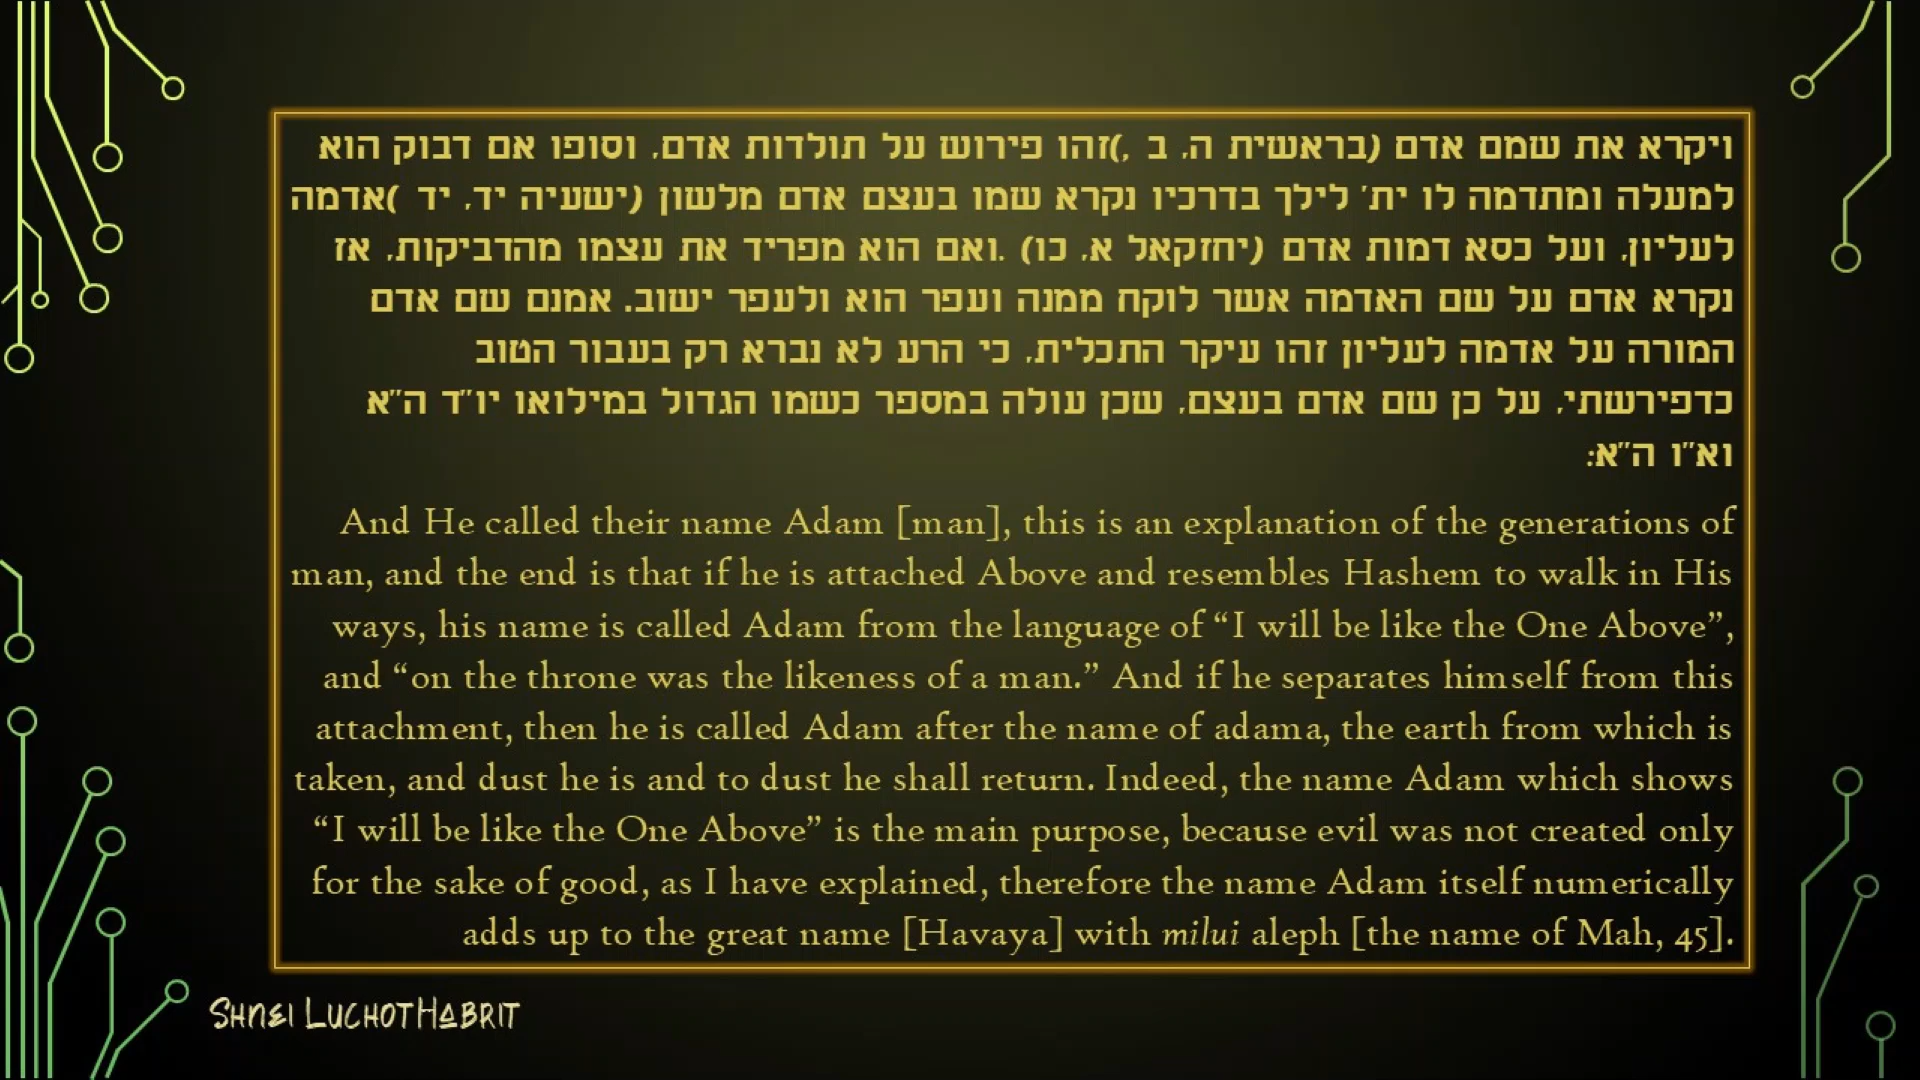 ויקרא את שמם אדם (בראשית ה, ב ,)זהו פירוש על תולדות אדם, וסופו אם דבוק הוא
למעלה ומתדמה לו ית' לילך בדרכיו נקרא שמו בעצם אדם מלשון (ישעיה יד, יד )אדמה
לעליון, ועל כסא דמות אדם (יחזקאל א, כו) .ואם הוא מפריד את עצמו מהדביקות, אז
נקרא אדם על שם האדמה אשר לוקח ממנה ועפר הוא ולעפר ישוב. אמנם שם אדם
המורה על אדמה לעליון זהו עיקר התכלית, כי הרע לא נברא רק בעבור הטוב
כדפירשתי, על כן שם אדם בעצם, שכן עולה במספר כשמו הגדול במילואו יו"ד ה"א
וא"ו ה"א:
And He called their name Adam [man], this is an explanation of the generations of
man, and the end is that if he is attached Above and resembles Hashem to walk in His
ways, his name is called Adam from the language of “I will be like the One Above”,
and “on the throne was the likeness of a man.” And if he separates himself from this
attachment, then he is called Adam after the name of adama, the earth from which is
taken, and dust he is and to dust he shall return. Indeed, the name Adam which shows
“I will be like the One Above” is the main purpose, because evil was not created only
for the sake of good, as I have explained, therefore the name Adam itself numerically
adds up to the great name [Havaya] with milui aleph [the name of Mah, 45].
Shnei Luchot HaBrit